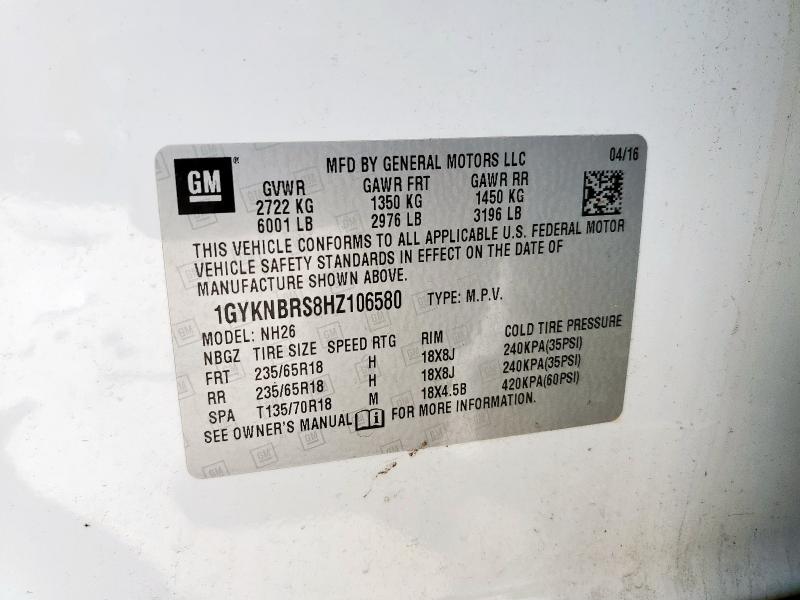 GM® MFD BY GENERAL MOTORS LLC 04/16
GVWR GAWR FRT GAWR RR
2722 KG 1350 KG 1450 KG
6001 LB 2976 LB 3196 LB
THIS VEHICLE CONFORMS TO ALL APPLICABLE U.S. FEDERAL MOTOR
VEHICLE SAFETY STANDARDS IN EFFECT ON THE DATE OF
MANUFACTURE SHOWN ABOVE.
1GYKNBRS8HZ106580 TYPE: M.P.V.
MODEL: NH26
NBGZ TIRE SIZE SPEED RTG RIM COLD TIRE PRESSURE
FRT 235/65R18 H 18X8J 240KPA(35PSI)
RR 235/65R18 H 18X8J 240KPA(35PSI)
SPA T135/70R18 M 18X4.5B 420KPA(60PSI)
SEE OWNER'S MANUAL i FOR MORE INFORMATION.